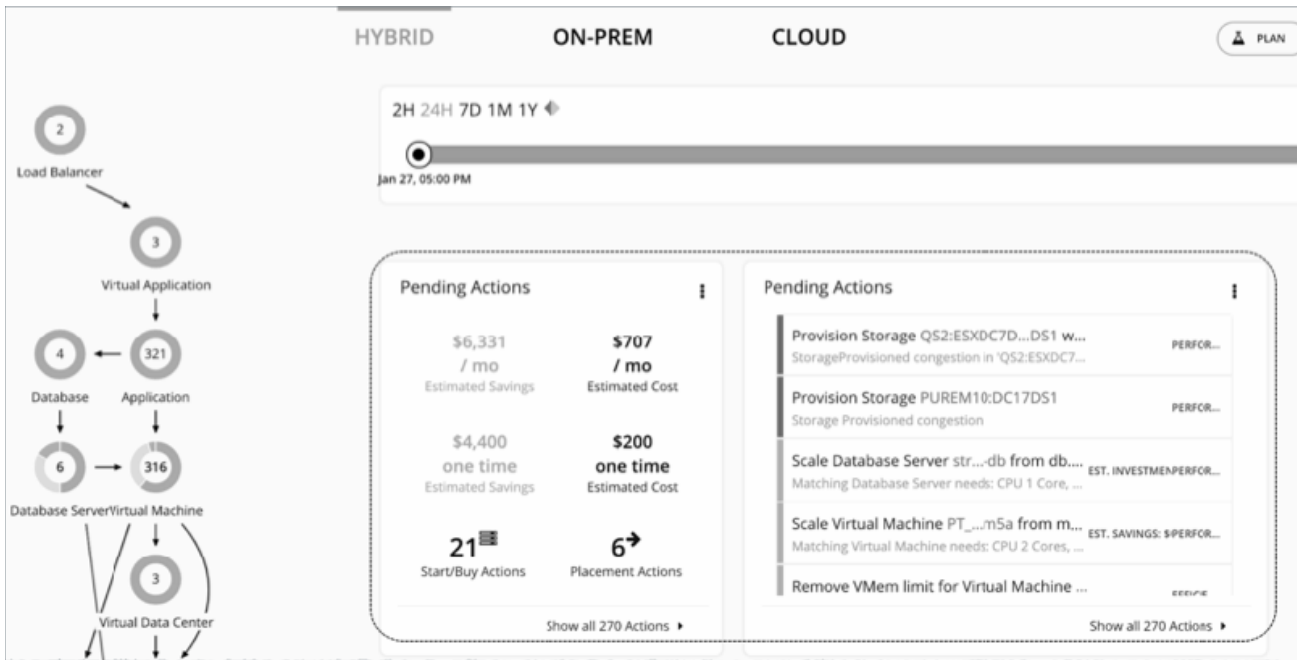 HYBRID
ON-PREM
CLOUD
PLAN
2H 24H 7D 1M 1Y
Jan 27, 05:00 PM
2
Load Balancer
3
Virtual Application
4
321
Database
Application
6
316
Database Server
Virtual Machine
3
Virtual Data Center
Pending Actions
$6,331
/ mo
Estimated Savings
$707
/ mo
Estimated Cost
$4,400
one time
Estimated Savings
$200
one time
Estimated Cost
21
Start/Buy Actions
6
Placement Actions
Show all 270 Actions
Pending Actions
Provision Storage QS2:ESXDC7D...DS1 w...
StorageProvisioned congestion in 'QS2:ESXDC7...
PERFOR...
Provision Storage PUREM10:DC17DS1
Storage Provisioned congestion
PERFOR...
Scale Database Server str...-db from db....
Matching Database Server needs: CPU 1 Core, ...
EST. INVESTMEN PERFOR...
Scale Virtual Machine PT_...m5a from m...
Matching Virtual Machine needs: CPU 2 Cores, ...
EST. SAVINGS: $ PERFOR...
Remove VMem limit for Virtual Machine ...
Show all 270 Actions